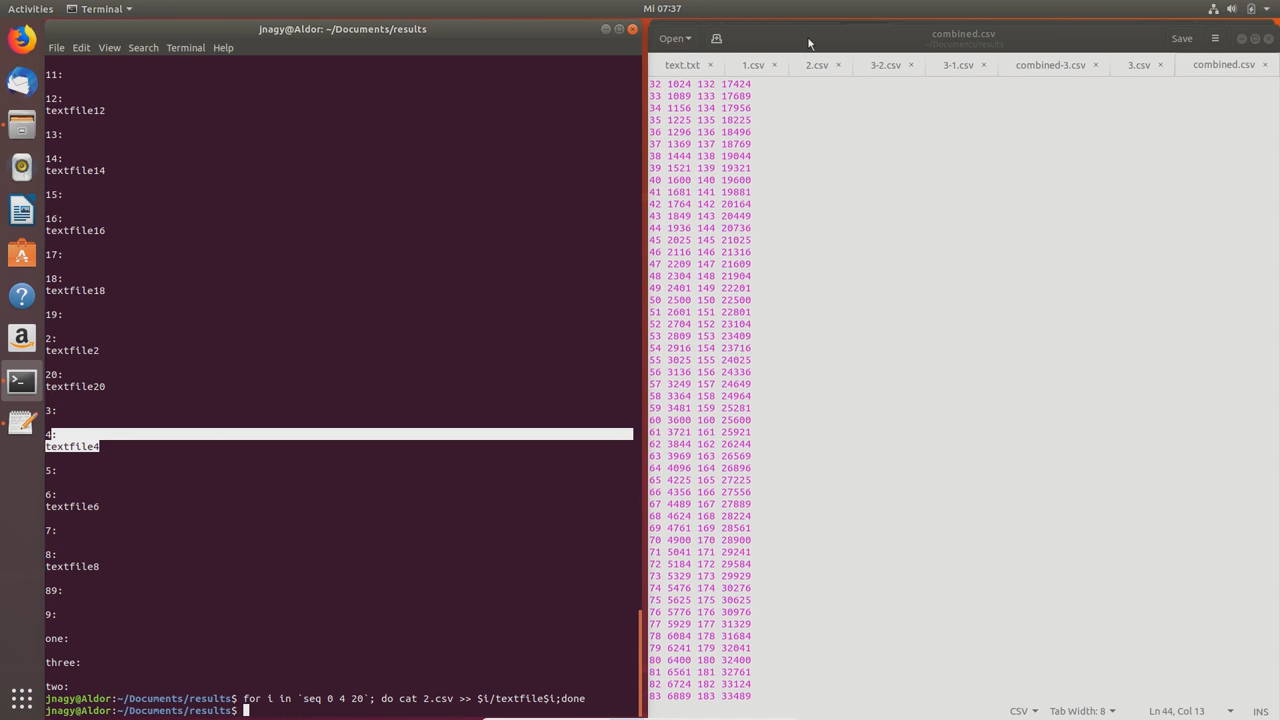 Activities
Terminal
Mi 07:37
jnagy@Aldor: ~/Documents/results
File Edit View Search Terminal Help
11:
12:
textfile12
13:
14:
textfile14
15:
16:
textfile16
17:
18:
textfile18
19:
2:
textfile2
20:
textfile20
3:
4:
textfile4
5:
6:
textfile6
7:
8:
textfile8
89:
9:
one:
three:
two:
jnagy@Aldor:~/Documents/results$ for i in `seq 0 4 20`; do cat 2.csv >> $i/textfile$i;done
jnagy@Aldor:~/Documents/results$
Open
combined.csv
~/Documents/results
Save
text.txt 1.csv 2.csv 3-2.csv 3-1.csv combined-3.csv 3.csv combined.csv
32 1024 132 17424
33 1089 133 17689
34 1156 134 17956
35 1225 135 18225
36 1296 136 18496
37 1369 137 18769
38 1444 138 19044
39 1521 139 19321
40 1600 140 19600
41 1681 141 19881
42 1764 142 20164
43 1849 143 20449
44 1936 144 20736
45 2025 145 21025
46 2116 146 21316
47 2209 147 21609
48 2304 148 21904
49 2401 149 22201
50 2500 150 22500
51 2601 151 22801
52 2704 152 23104
53 2809 153 23409
54 2916 154 23716
55 3025 155 24025
56 3136 156 24336
57 3249 157 24649
58 3364 158 24964
59 3481 159 25281
60 3600 160 25600
61 3721 161 25921
62 3844 162 26244
63 3969 163 26569
64 4096 164 26896
65 4225 165 27225
66 4356 166 27556
67 4489 167 27889
68 4624 168 28224
69 4761 169 28561
70 4900 170 28900
71 5041 171 29241
72 5184 172 29584
73 5329 173 29929
74 5476 174 30276
75 5625 175 30625
76 5776 176 30976
77 5929 177 31329
78 6084 178 31684
79 6241 179 32041
80 6400 180 32400
81 6561 181 32761
82 6724 182 33124
83 6889 183 33489
CSV Tab Width: 8 Ln 44, Col 13 INS